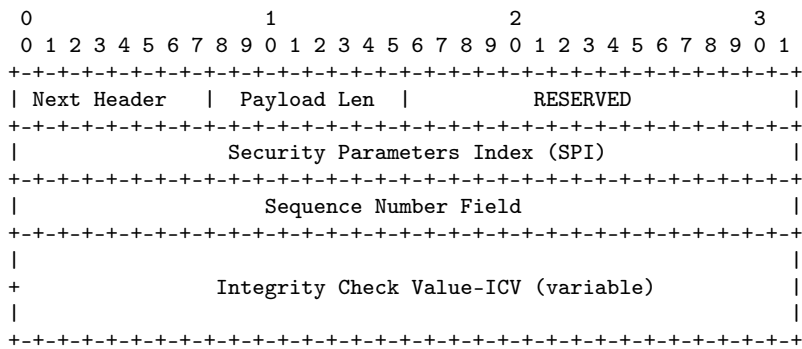 0                   1                   2                   3
 0 1 2 3 4 5 6 7 8 9 0 1 2 3 4 5 6 7 8 9 0 1 2 3 4 5 6 7 8 9 0 1
+-+-+-+-+-+-+-+-+-+-+-+-+-+-+-+-+-+-+-+-+-+-+-+-+-+-+-+-+-+-+-+-+
| Next Header   |  Payload Len  |          RESERVED             |
+-+-+-+-+-+-+-+-+-+-+-+-+-+-+-+-+-+-+-+-+-+-+-+-+-+-+-+-+-+-+-+-+
|                 Security Parameters Index (SPI)               |
+-+-+-+-+-+-+-+-+-+-+-+-+-+-+-+-+-+-+-+-+-+-+-+-+-+-+-+-+-+-+-+-+
|                    Sequence Number Field                      |
+-+-+-+-+-+-+-+-+-+-+-+-+-+-+-+-+-+-+-+-+-+-+-+-+-+-+-+-+-+-+-+-+
|                                                               |
+                Integrity Check Value-ICV (variable)           |
|                                                               |
+-+-+-+-+-+-+-+-+-+-+-+-+-+-+-+-+-+-+-+-+-+-+-+-+-+-+-+-+-+-+-+-+